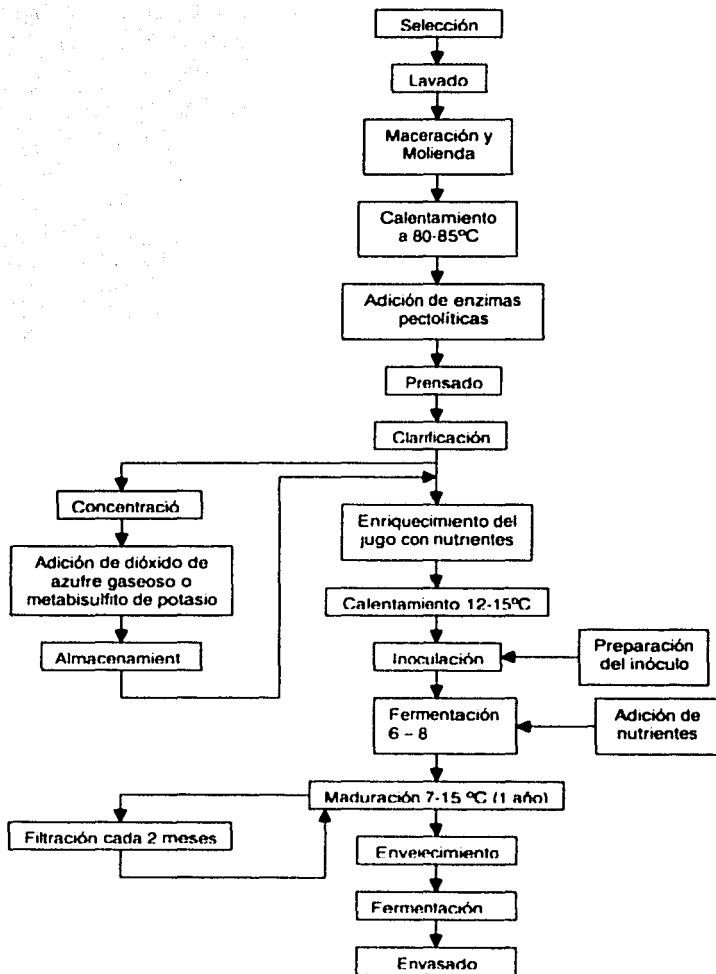 Selección
Lavado
Maceración y
Molienda
Calentamiento
a 80-85ºC
Adición de enzimas
pectolíticas
Prensado
Clarificación
Concentració
Adición de dióxido de
azufre gaseoso o
metabisulfito de potasio
Almacenamient
Enriquecimiento del
jugo con nutrientes
Calentamiento 12-15ºC
Inoculación
Preparación
del inóculo
Fermentación
6 – 8
Adición de
nutrientes
Maduración 7-15 ºC (1 año)
Filtración cada 2 meses
Envejecimiento
Fermentación
Envasado